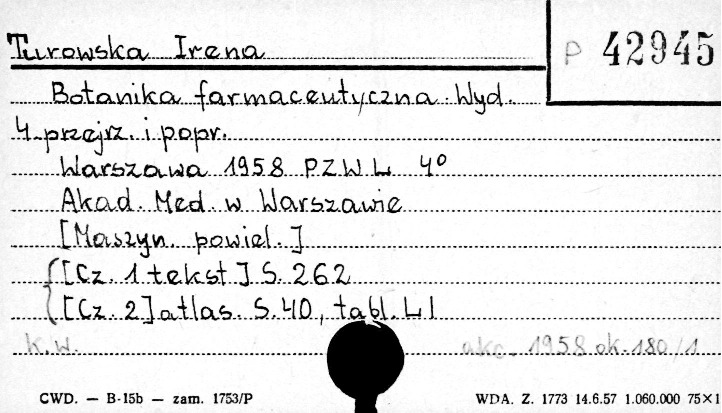 Turowska Irena
P 42945
Botanika farmaceutyczna. Wyd.
4. przejrz. i popr.
Warszawa 1958 PZWL 4º
Akad. Med. w Warszawie
[Maszyn. powiel.]
[Cz. 1 tekst] S. 262
[Cz. 2] atlas. S. 40, tabl. LI
K.W. akc. 1958 ok. 180/1
CWD. — B-15b — zam. 1753/P WDA. Z. 1773 14.6.57 1.060.000 75×1